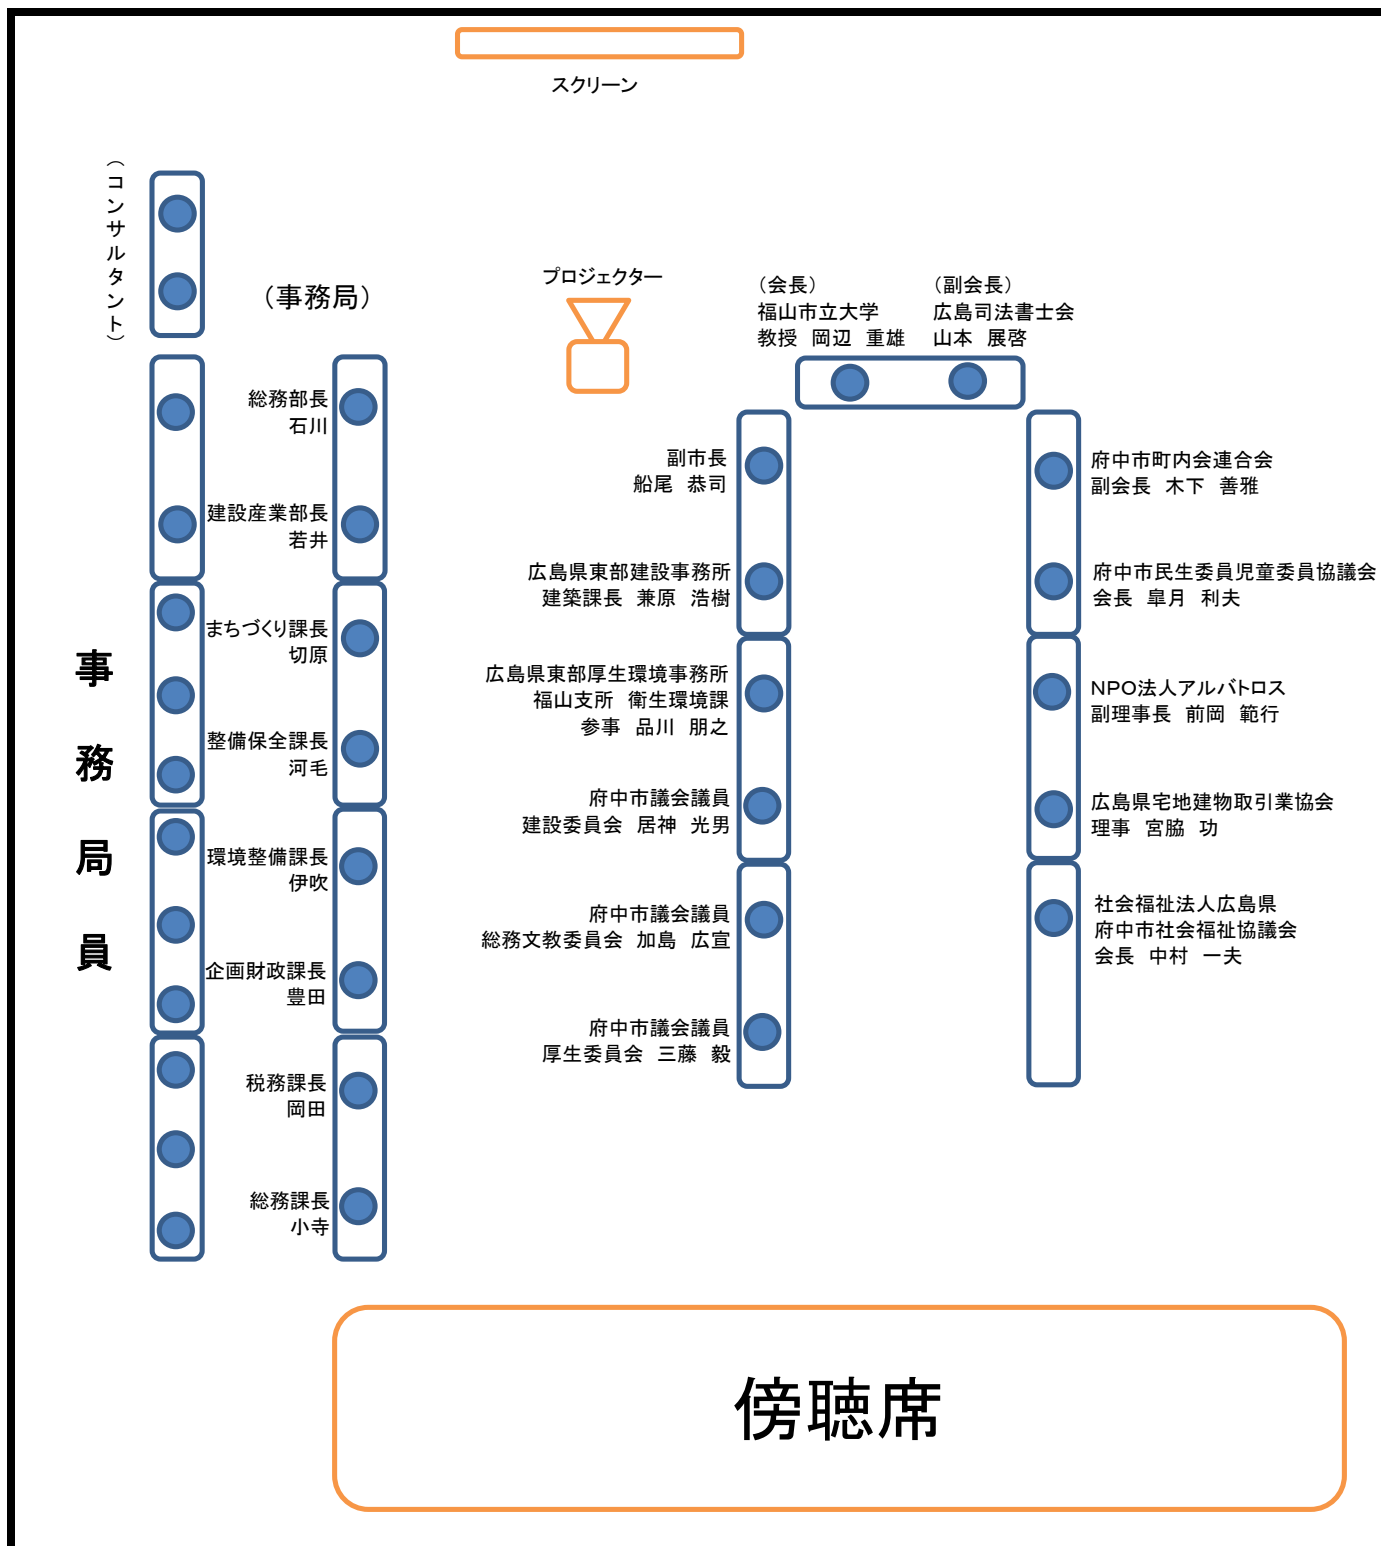 スクリーン
（コンサルタント）
（事務局）
プロジェクター
（会長）
福山市立大学
教授 岡辺 重雄
（副会長）
広島司法書士会
山本 展啓
総務部長
石川
建設産業部長
若井
まちづくり課長
切原
整備保全課長
河毛
環境整備課長
伊吹
企画財政課長
豊田
税務課長
岡田
総務課長
小寺
事務局員
副市長
船尾 恭司
広島県東部建設事務所
建築課長 兼原 浩樹
広島県東部厚生環境事務所
福山支所 衛生環境課
参事 品川 朋之
府中市議会議員
建設委員会 居神 光男
府中市議会議員
総務文教委員会 加島 広宣
府中市議会議員
厚生委員会 三藤 毅
府中市町内会連合会
副会長 木下 善雅
府中市民生委員児童委員協議会
会長 皐月 利夫
NPO法人アルバトロス
副理事長 前岡 範行
広島県宅地建物取引業協会
理事 宮脇 功
社会福祉法人広島県
府中市社会福祉協議会
会長 中村 一夫
傍聴席